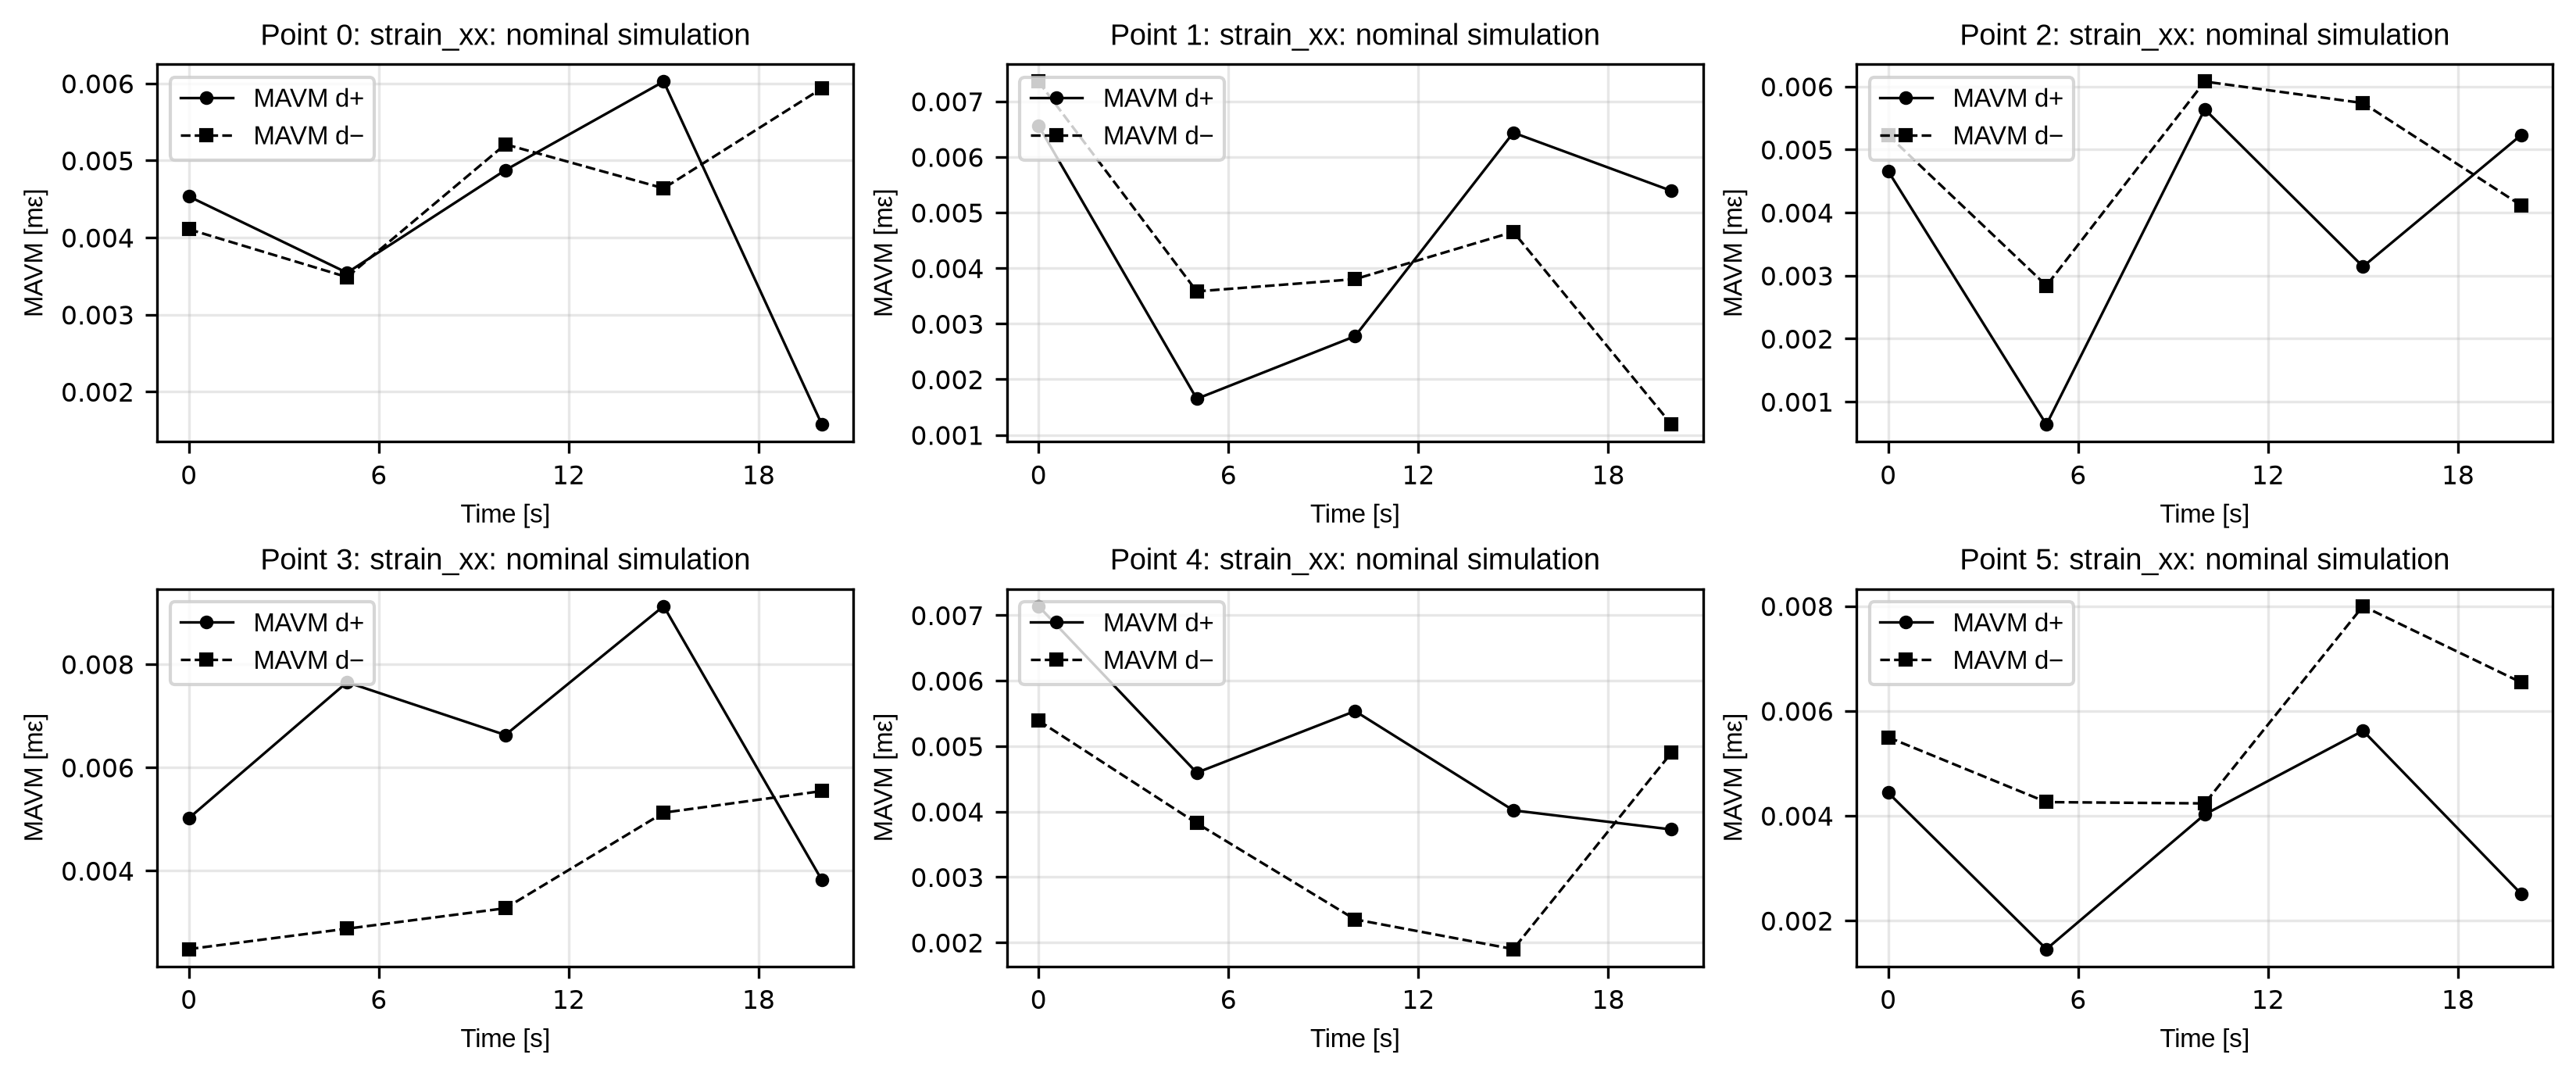 Point 0: strain_xx: nominal simulation
MAVM d+
MAVM d−
0.006
0.005
0.004
0.003
0.002
MAVM [mε]
0 6 12 18
Time [s]
Point 1: strain_xx: nominal simulation
MAVM d+
MAVM d−
0.007
0.006
0.005
0.004
0.003
0.002
0.001
MAVM [mε]
0 6 12 18
Time [s]
Point 2: strain_xx: nominal simulation
MAVM d+
MAVM d−
0.006
0.005
0.004
0.003
0.002
0.001
MAVM [mε]
0 6 12 18
Time [s]
Point 3: strain_xx: nominal simulation
MAVM d+
MAVM d−
0.008
0.006
0.004
MAVM [mε]
0 6 12 18
Time [s]
Point 4: strain_xx: nominal simulation
MAVM d+
MAVM d−
0.007
0.006
0.005
0.004
0.003
0.002
MAVM [mε]
0 6 12 18
Time [s]
Point 5: strain_xx: nominal simulation
MAVM d+
MAVM d−
0.008
0.006
0.004
0.002
MAVM [mε]
0 6 12 18
Time [s]